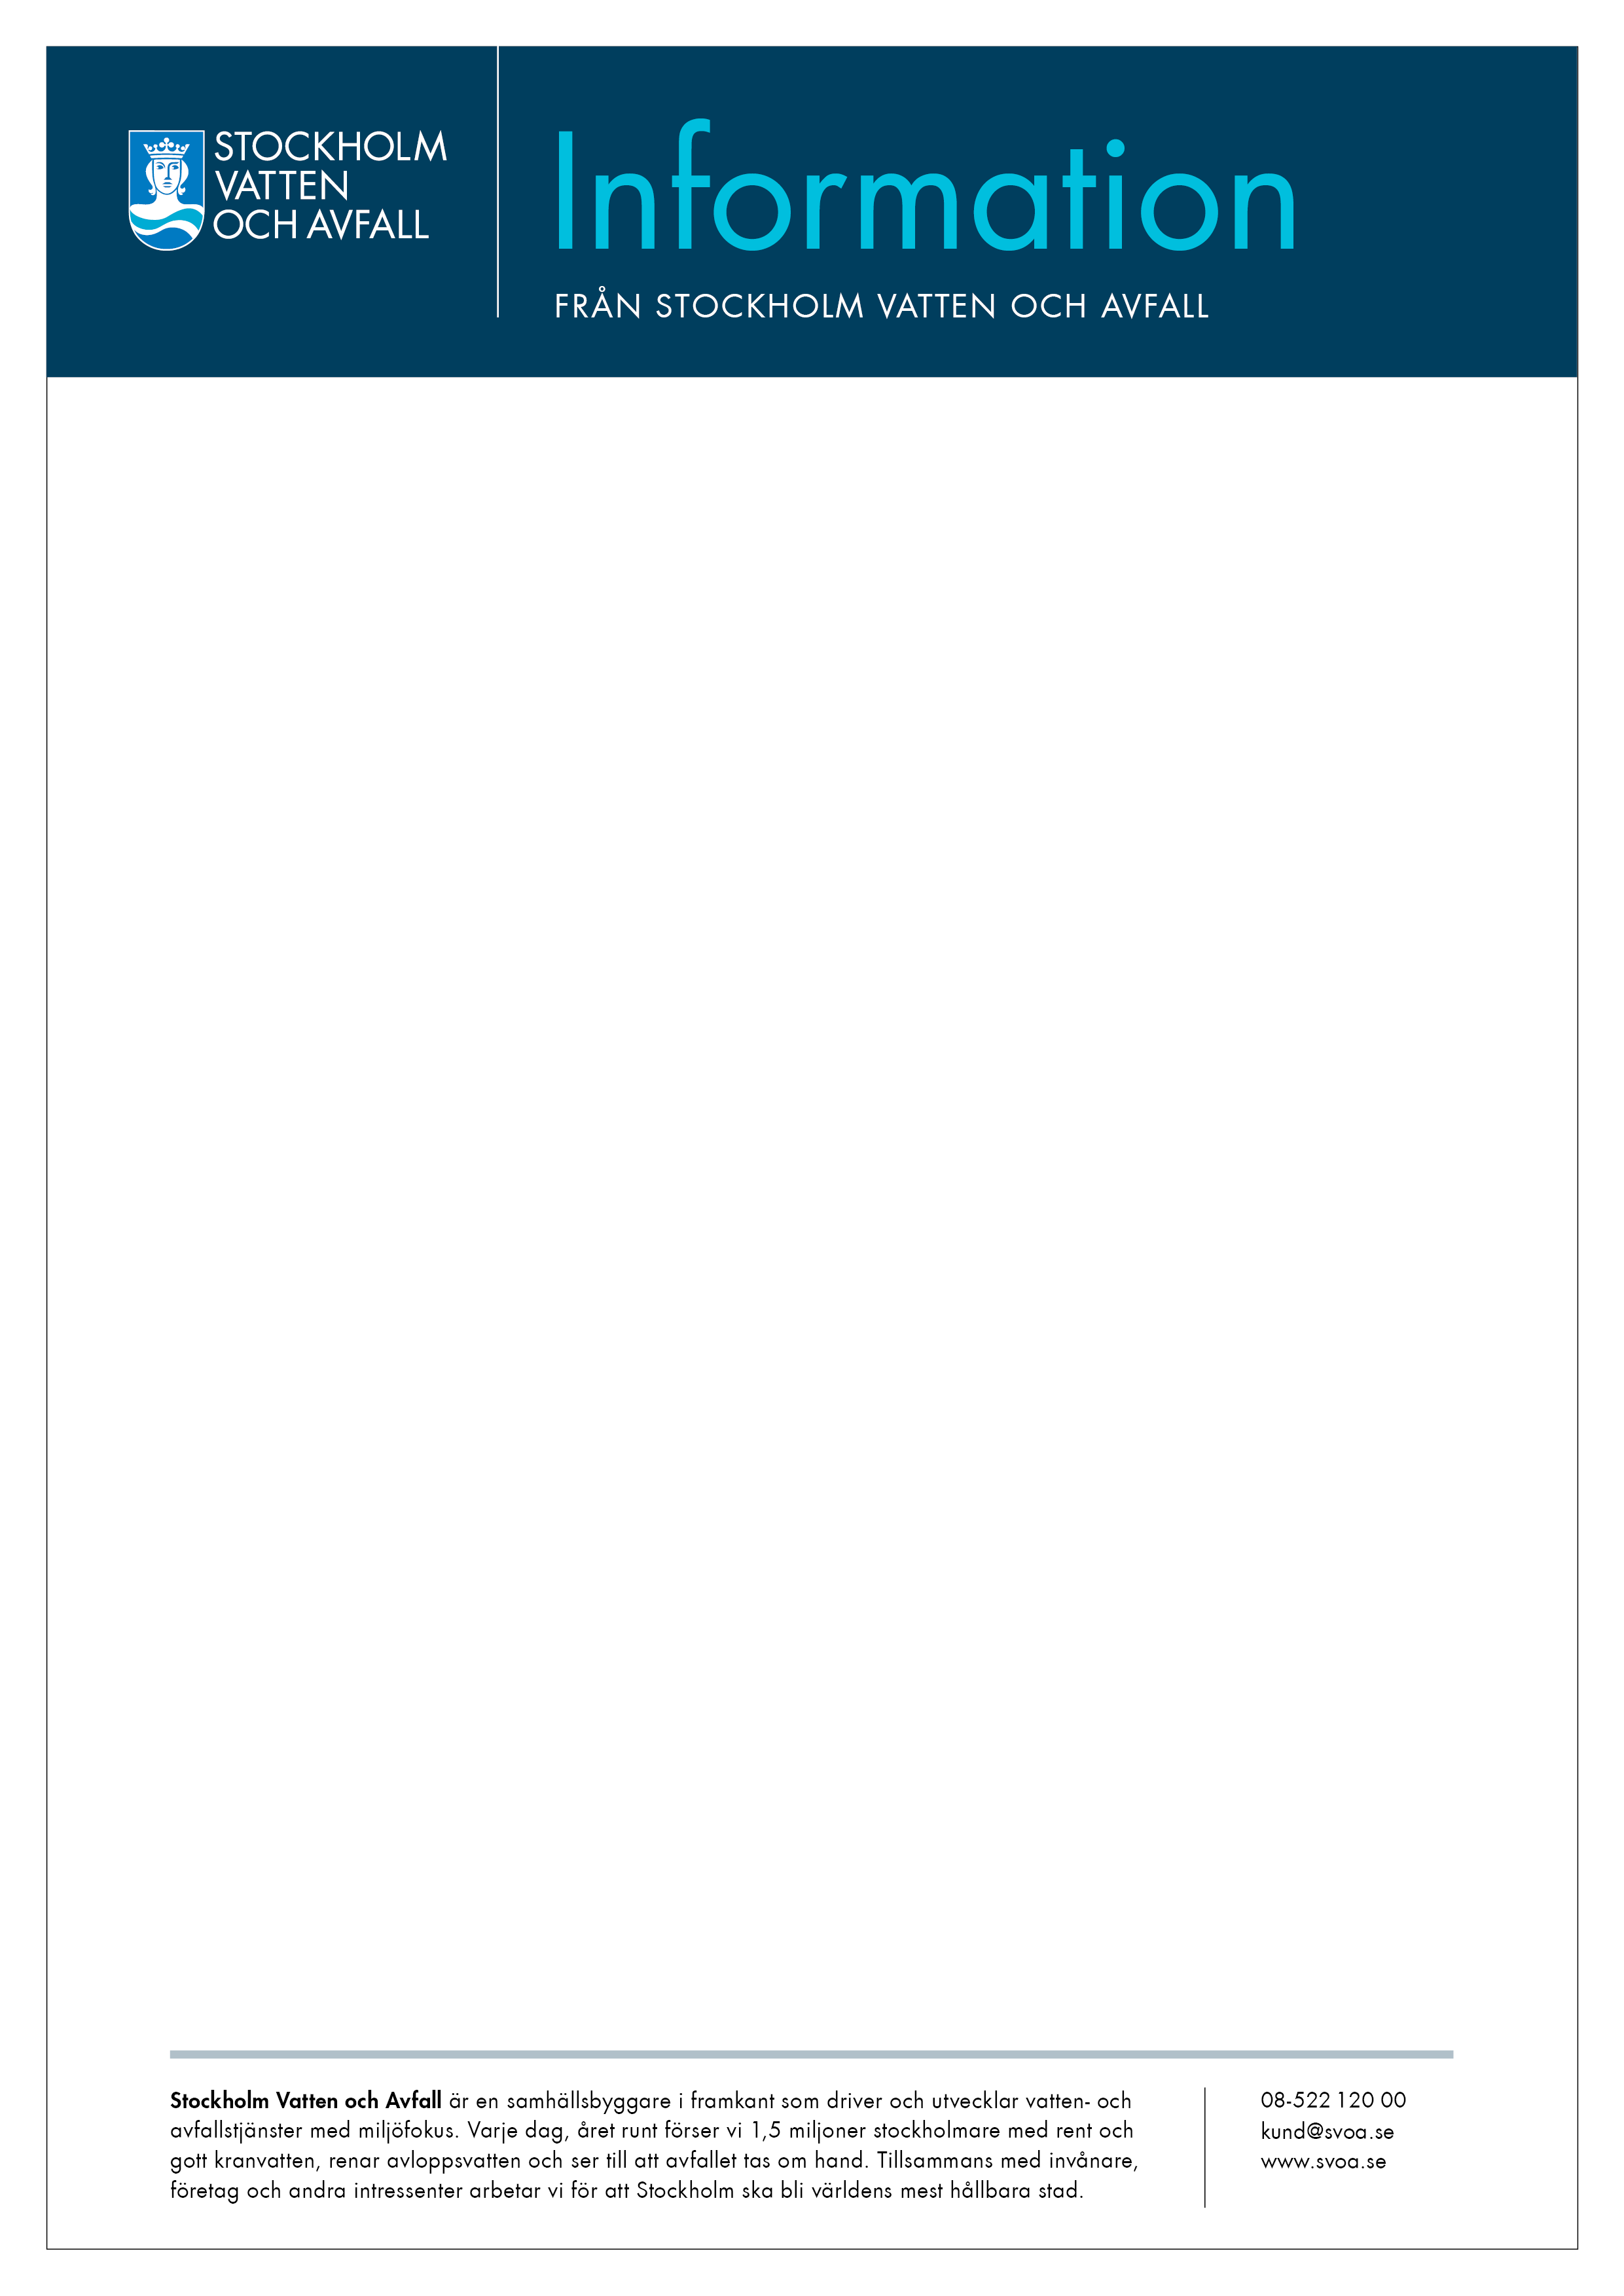 STOCKHOLM
VATTEN
OCH AVFALL
Information
FRÅN STOCKHOLM VATTEN OCH AVFALL
Stockholm Vatten och Avfall är en samhällsbyggare i framkant som driver och utvecklar vatten- och
avfallstjänster med miljöfokus. Varje dag, året runt förser vi 1,5 miljoner stockholmare med rent och
gott kranvatten, renar avloppsvatten och ser till att avfallet tas om hand. Tillsammans med invånare,
företag och andra intressenter arbetar vi för att Stockholm ska bli världens mest hållbara stad.
08-522 120 00
kund@svoa.se
www.svoa.se